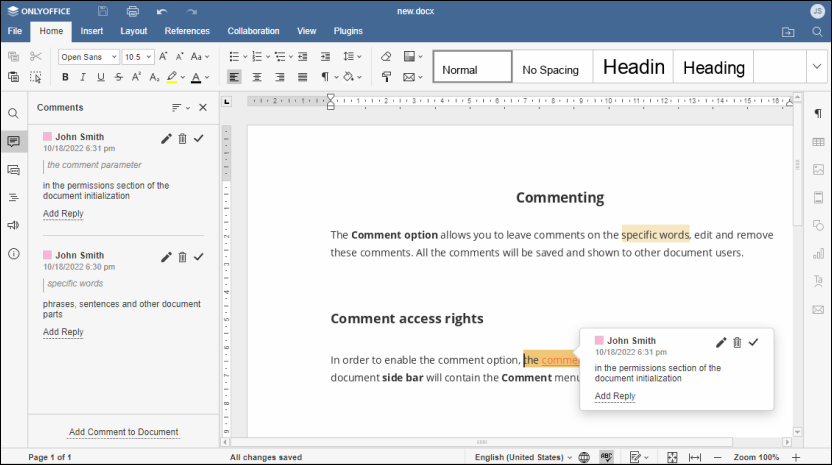 ONLYOFFICE
new.docx
JS
File Home Insert Layout References Collaboration View Plugins
Open Sans 10.5 A A Aa
B I U S A² A₂ A
Normal No Spacing Headin Heading
Comments
John Smith
10/18/2022 6:31 pm
the comment parameter
in the permissions section of the
document initialization
Add Reply
John Smith
10/18/2022 6:30 pm
specific words
phrases, sentences and other document
parts
Add Reply
Add Comment to Document
Commenting
The Comment option allows you to leave comments on the specific words, edit and remove
these comments. All the comments will be saved and shown to other document users.
Comment access rights
In order to enable the comment option, the comme
document side bar will contain the Comment menu
John Smith
10/18/2022 6:31 pm
in the permissions section of the
document initialization
Add Reply
Page 1 of 1 All changes saved English (United States) Zoom 100%